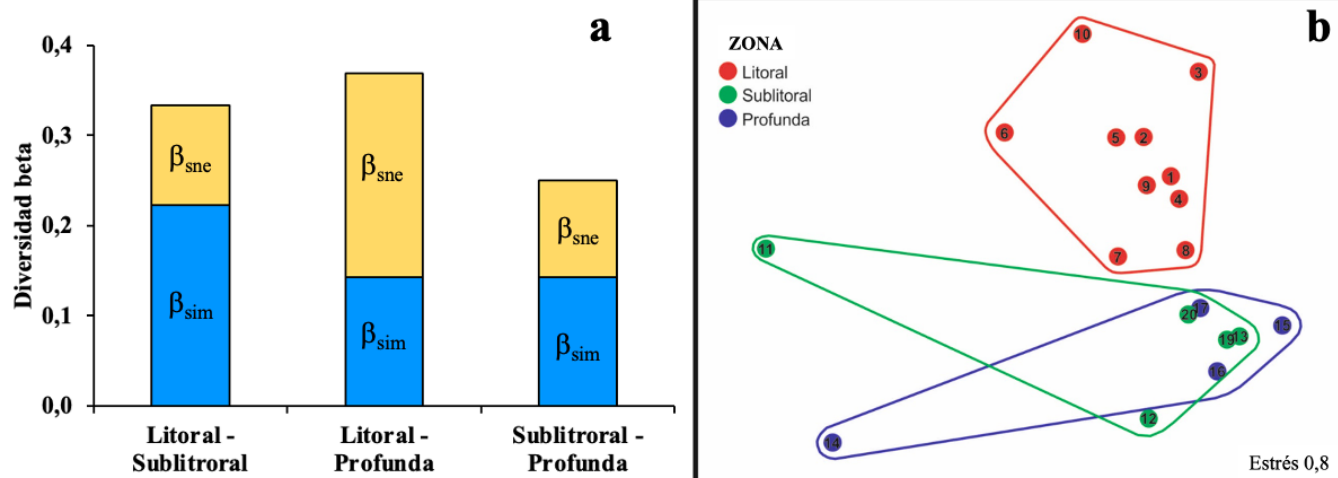 a
Diversidad beta
0,4
0,3
0,2
0,1
0,0
βsne
βsim
βsne
βsim
βsne
βsim
Litoral -
Sublitroral
Litoral -
Profunda
Sublitroral -
Profunda
b
ZONA
Litoral
Sublitoral
Profunda
10
3
6
5
2
1
9
4
8
7
11
17
20
15
19
13
16
12
14
Estrés 0,8